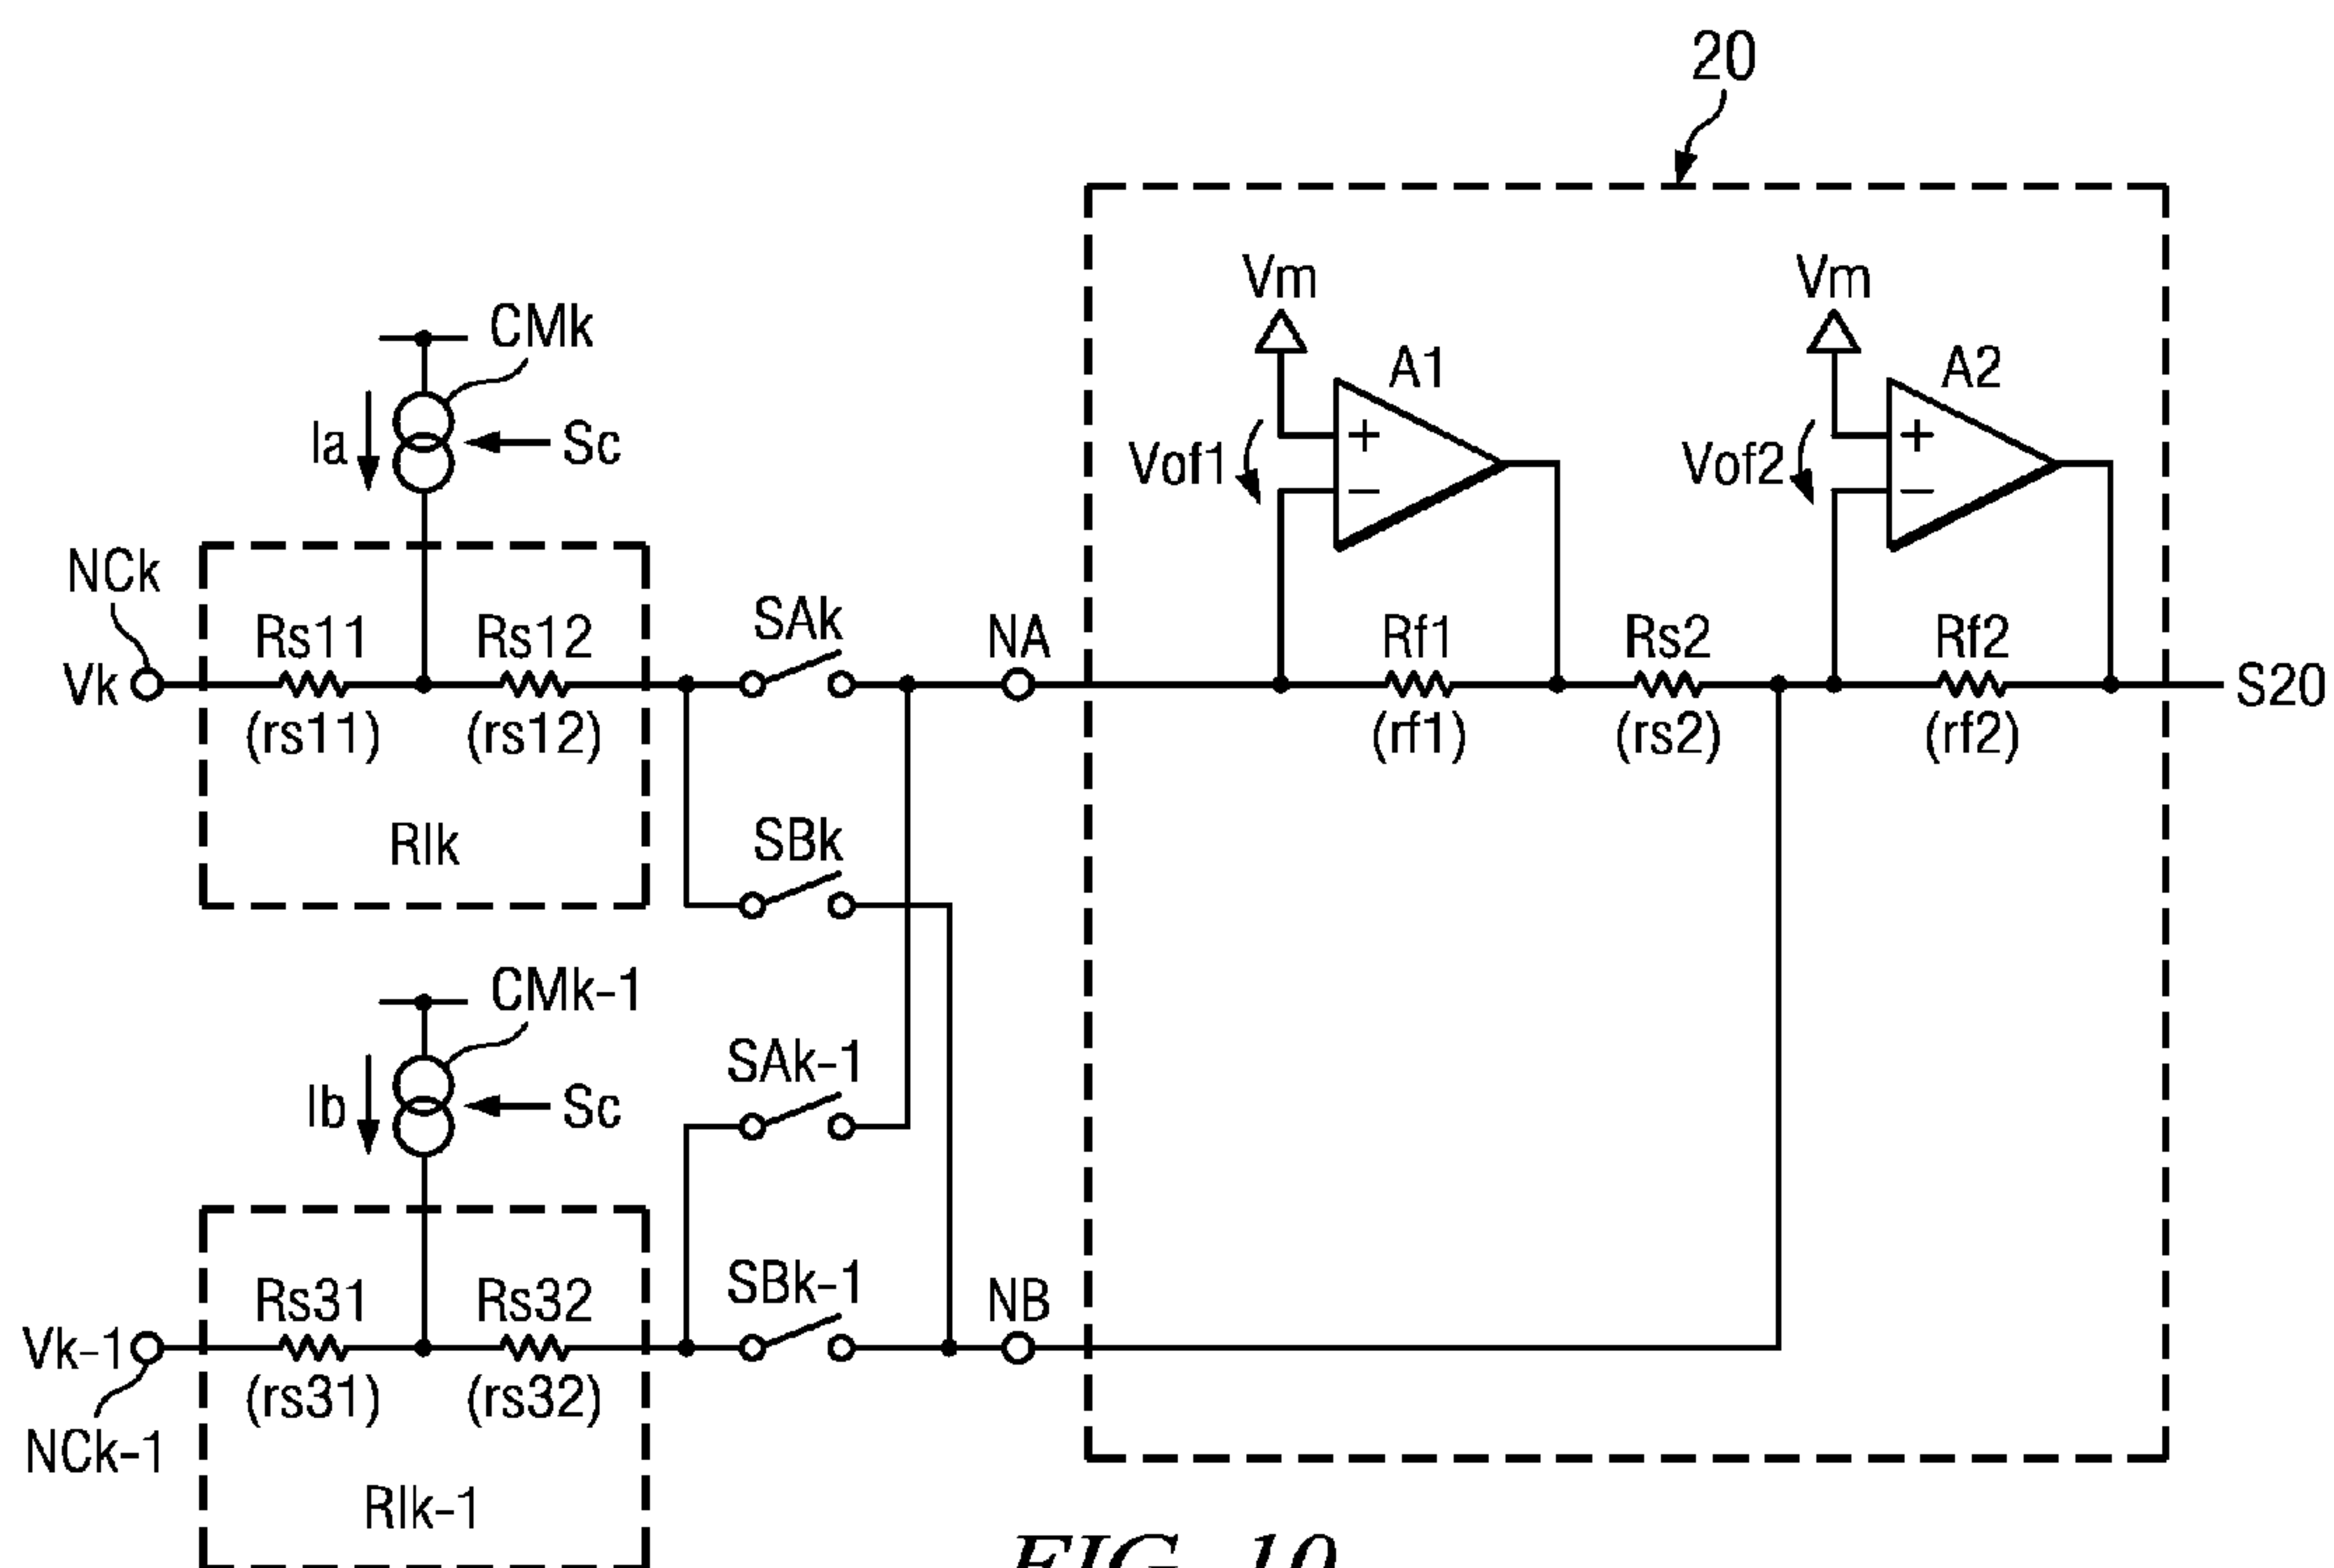 20
Vm
Vm
CMk
A1
A2
Ia
Sc
Vof1
+
−
Vof2
+
−
NCk
Rs11
Rs12
SAk
NA
Rf1
Rs2
Rf2
Vk
S20
(rs11)
(rs12)
(rf1)
(rs2)
(rf2)
RIk
SBk
CMk-1
SAk-1
Ib
Sc
Rs31
Rs32
SBk-1
NB
Vk-1
(rs31)
(rs32)
NCk-1
RIk-1
FIG. 10